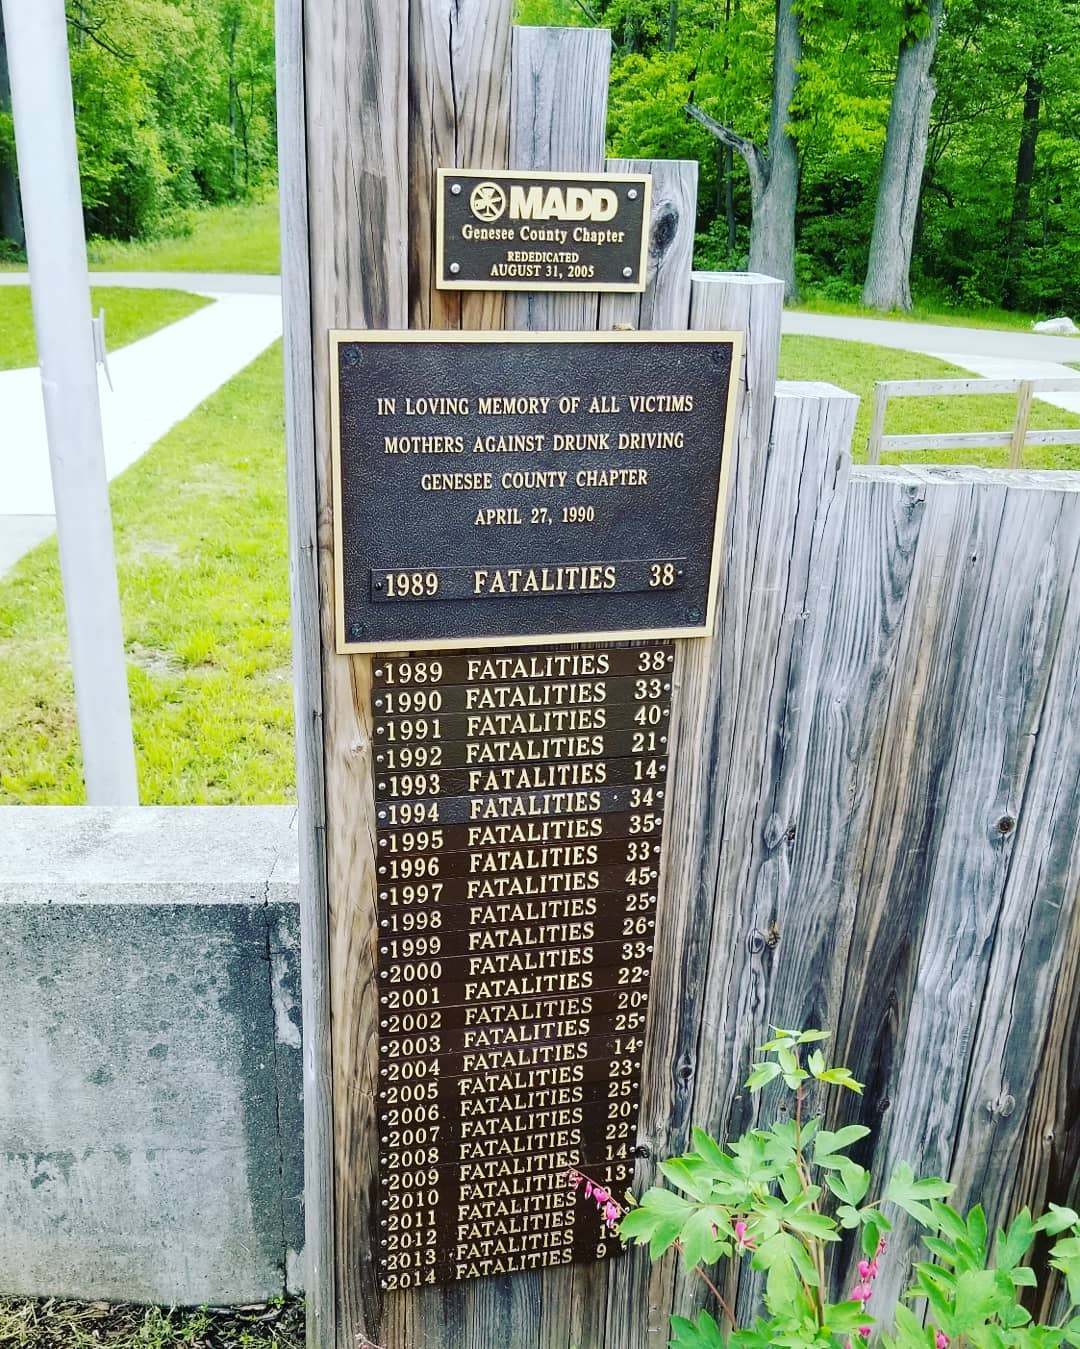 MADD
Genesee County Chapter
REDEDICATED
AUGUST 31, 2005
IN LOVING MEMORY OF ALL VICTIMS
MOTHERS AGAINST DRUNK DRIVING
GENESEE COUNTY CHAPTER
APRIL 27, 1990
1989 FATALITIES 38
1989 FATALITIES 38
1990 FATALITIES 33
1991 FATALITIES 40
1992 FATALITIES 21
1993 FATALITIES 14
1994 FATALITIES 34
1995 FATALITIES 35
1996 FATALITIES 33
1997 FATALITIES 45
1998 FATALITIES 25
1999 FATALITIES 26
2000 FATALITIES 33
2001 FATALITIES 22
2002 FATALITIES 20
2003 FATALITIES 25
2004 FATALITIES 14
2005 FATALITIES 23
2006 FATALITIES 25
2007 FATALITIES 20
2008 FATALITIES 22
2009 FATALITIES 14
2010 FATALITIES 13
2011 FATALITIES
2012 FATALITIES
2013 FATALITIES
2014 FATALITIES 9